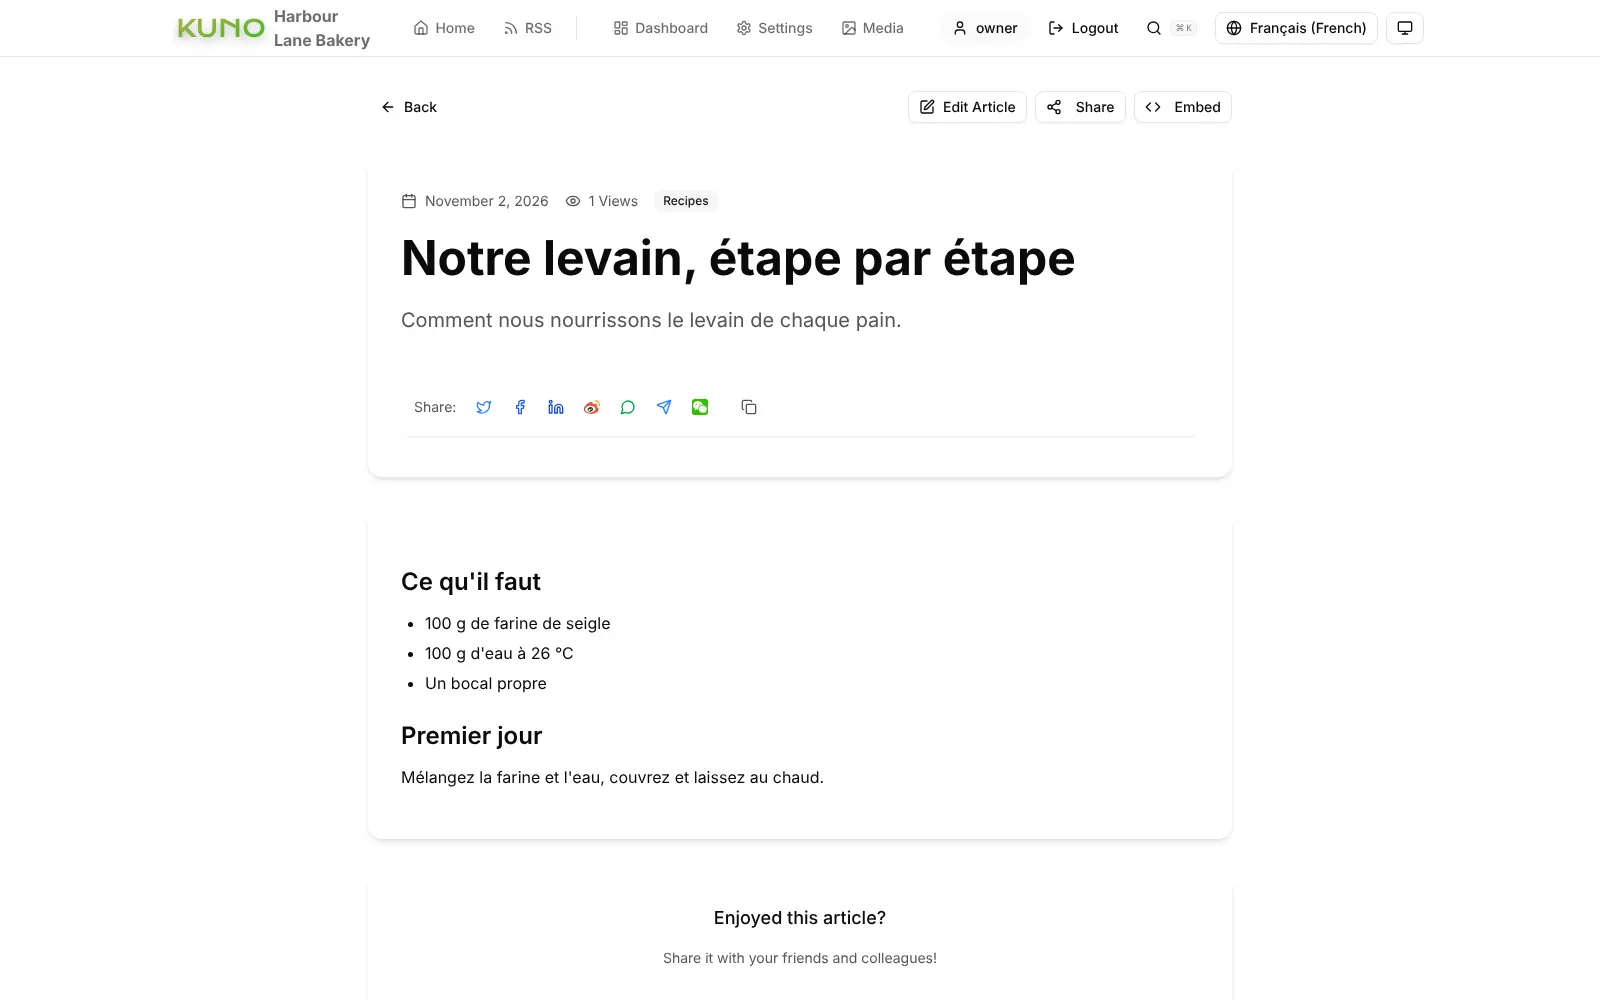 KUNO
Harbour
Lane Bakery
Home
RSS
Dashboard
Settings
Media
owner
Logout
⌘ K
Français (French)
Back
Edit Article
Share
Embed
November 2, 2026
1 Views
Recipes
Notre levain, étape par étape
Comment nous nourrissons le levain de chaque pain.
Share:
Ce qu'il faut
• 100 g de farine de seigle
• 100 g d'eau à 26 °C
• Un bocal propre
Premier jour
Mélangez la farine et l'eau, couvrez et laissez au chaud.
Enjoyed this article?
Share it with your friends and colleagues!